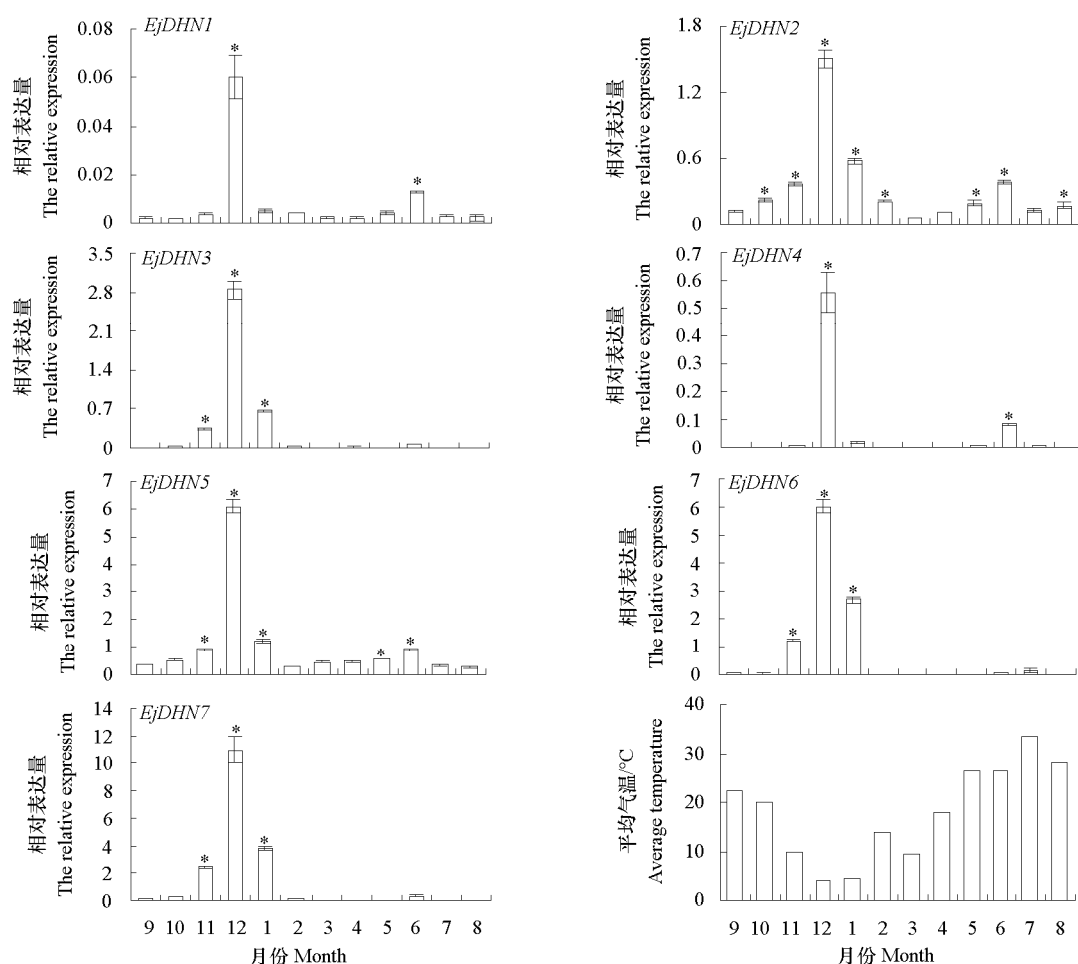 EjDHN1
相对表达量
The relative expression
0.08
0.06
0.04
0.02
0
*
*
EjDHN2
相对表达量
The relative expression
1.8
1.2
0.6
0
*
*
*
*
*
*
*
*
EjDHN3
相对表达量
The relative expression
3.5
2.8
2.1
1.4
0.7
0
*
*
*
EjDHN4
相对表达量
The relative expression
0.7
0.6
0.5
0.4
0.3
0.2
0.1
0
*
*
EjDHN5
相对表达量
The relative expression
7
6
5
4
3
2
1
0
*
*
*
*
*
EjDHN6
相对表达量
The relative expression
7
6
5
4
3
2
1
0
*
*
*
EjDHN7
相对表达量
The relative expression
14
12
10
8
6
4
2
0
*
*
*
9 10 11 12 1 2 3 4 5 6 7 8
月份 Month
平均气温/°C
Average temperature
40
30
20
10
0
9 10 11 12 1 2 3 4 5 6 7 8
月份 Month